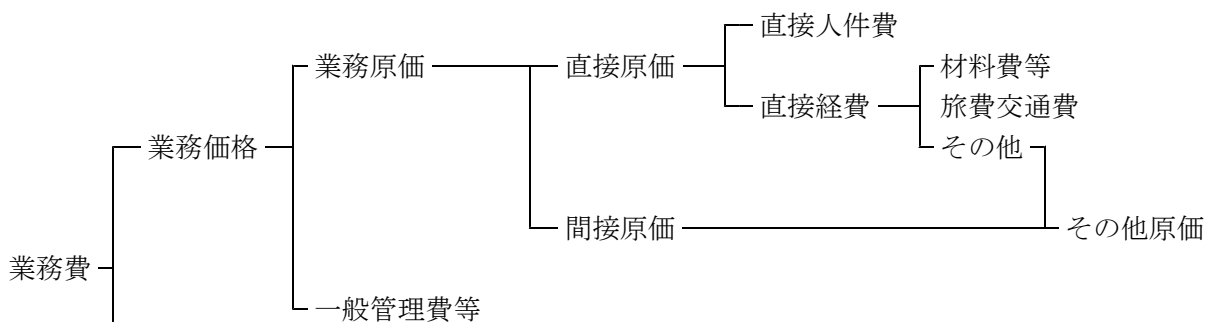 直接人件費
業務原価
直接原価
材料費等
直接経費
旅費交通費
業務価格
その他
間接原価
その他原価
業務費
一般管理費等